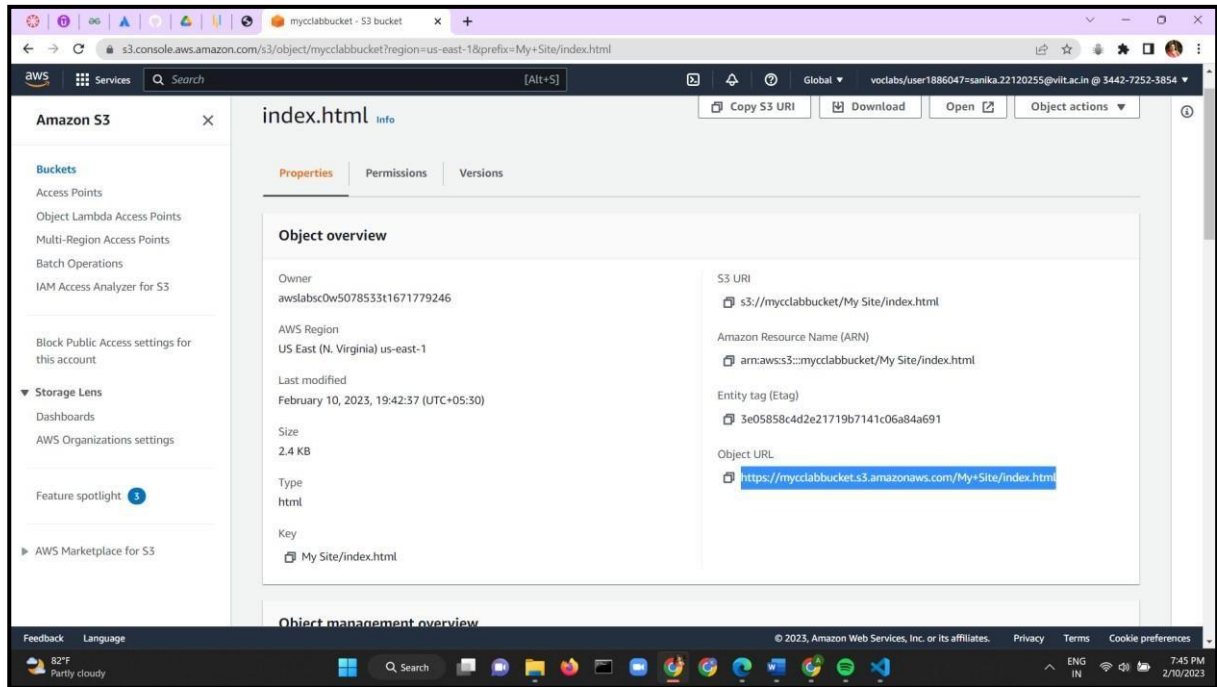 mycclabbucket - S3 bucket
s3.console.aws.amazon.com/s3/object/mycclabbucket?region=us-east-1&prefix=My+Site/index.html
aws Services Search [Alt+S] Global voclabs/user1886047=sanika.22120255@viit.ac.in @ 3442-7252-3854
Amazon S3
Buckets
Access Points
Object Lambda Access Points
Multi-Region Access Points
Batch Operations
IAM Access Analyzer for S3
Block Public Access settings for
this account
Storage Lens
Dashboards
AWS Organizations settings
Feature spotlight 3
AWS Marketplace for S3
index.html Info
Copy S3 URI Download Open Object actions
Properties Permissions Versions
Object overview
Owner
awslabsc0w5078533t1671779246
AWS Region
US East (N. Virginia) us-east-1
Last modified
February 10, 2023, 19:42:37 (UTC+05:30)
Size
2.4 KB
Type
html
Key
My Site/index.html
S3 URI
s3://mycclabbucket/My Site/index.html
Amazon Resource Name (ARN)
arn:aws:s3:::mycclabbucket/My Site/index.html
Entity tag (Etag)
3e05858c4d2e21719b7141c06a84a691
Object URL
https://mycclabbucket.s3.amazonaws.com/My+Site/index.html
Object management overview
Feedback Language © 2023, Amazon Web Services, Inc. or its affiliates. Privacy Terms Cookie preferences
82°F
Partly cloudy
Search
ENG
IN
7:45 PM
2/10/2023